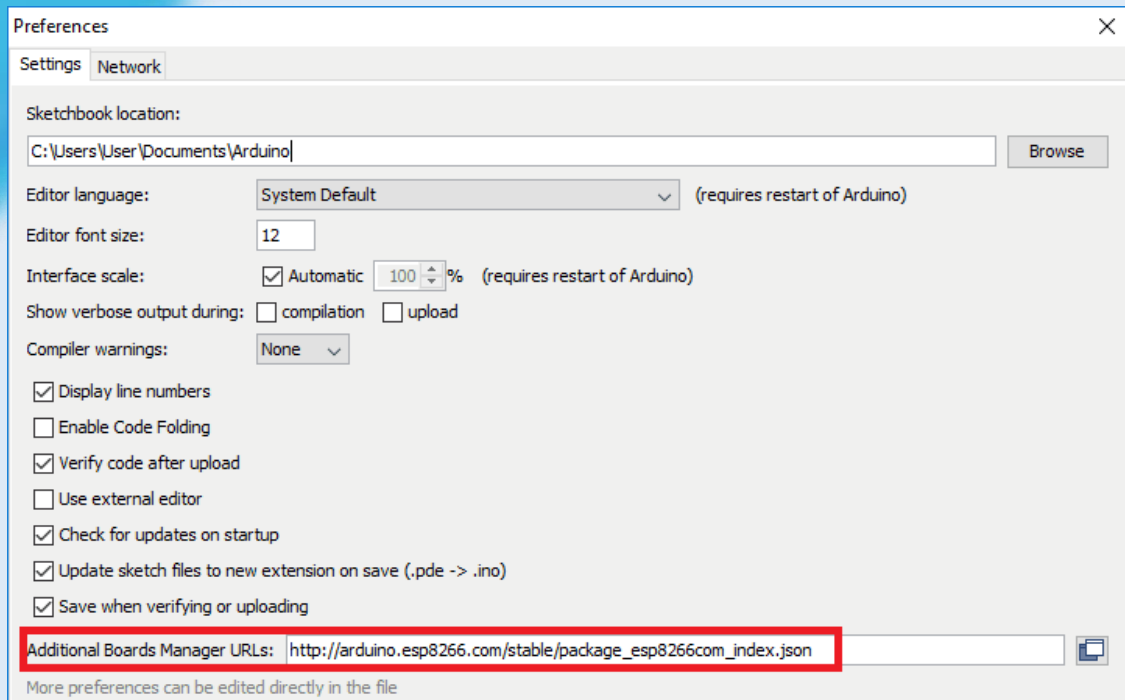 Preferences
Settings Network
Sketchbook location:
C:\Users\User\Documents\Arduino Browse
Editor language: System Default (requires restart of Arduino)
Editor font size: 12
Interface scale: Automatic 100 % (requires restart of Arduino)
Show verbose output during: compilation upload
Compiler warnings: None
Display line numbers
Enable Code Folding
Verify code after upload
Use external editor
Check for updates on startup
Update sketch files to new extension on save (.pde -> .ino)
Save when verifying or uploading
Additional Boards Manager URLs: http://arduino.esp8266.com/stable/package_esp8266com_index.json
More preferences can be edited directly in the file